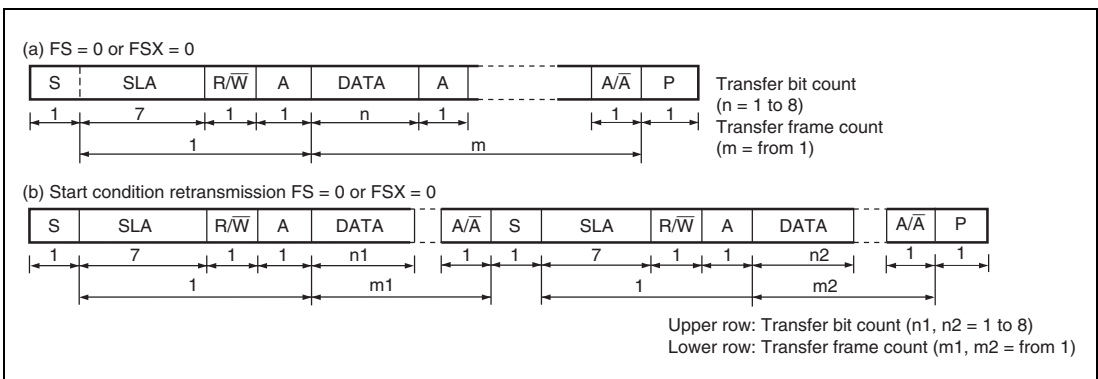 (a) FS = 0 or FSX = 0
S SLA R/W̅ A DATA A A/A̅ P
1 7 1 1 n 1 1 1
1 m
Transfer bit count
(n = 1 to 8)
Transfer frame count
(m = from 1)
(b) Start condition retransmission FS = 0 or FSX = 0
S SLA R/W̅ A DATA A/A̅ S SLA R/W̅ A DATA A/A̅ P
1 7 1 1 n1 1 1 7 1 1 n2 1 1
1 m1 1 m2
Upper row: Transfer bit count (n1, n2 = 1 to 8)
Lower row: Transfer frame count (m1, m2 = from 1)